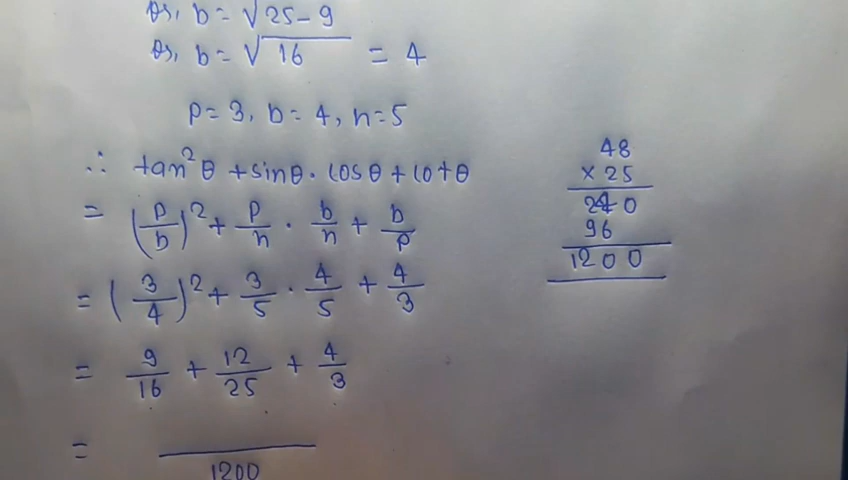 or, b = √25-9
or, b = √16 = 4
p=3, b=4, h=5
∴ tan²θ + sinθ · cosθ + cotθ
= (p/b)² + p/h · b/h + b/p
= (3/4)² + 3/5 · 4/5 + 4/3
= 9/16 + 12/25 + 4/3
= /1200
48
× 25
240
96
1200